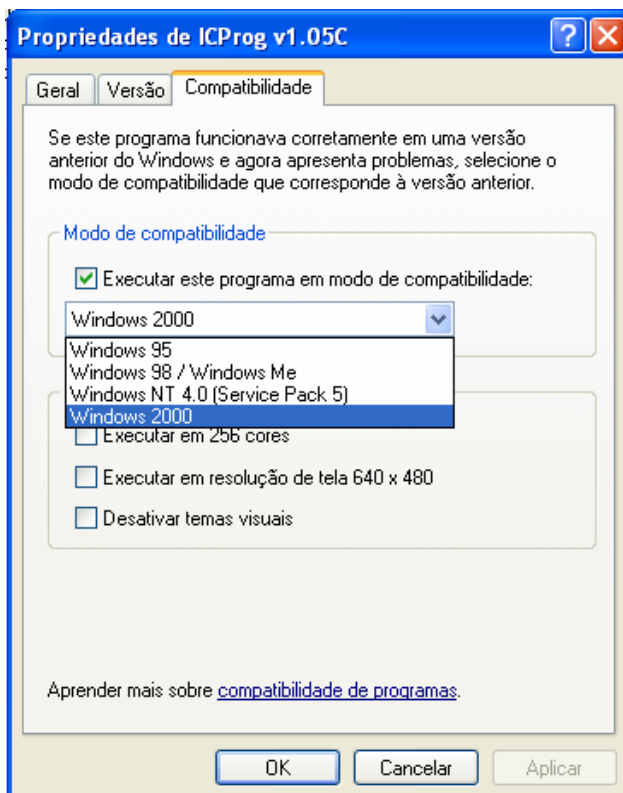 Propriedades de ICProg v1.05C
Geral Versão Compatibilidade
Se este programa funcionava corretamente em uma versão
anterior do Windows e agora apresenta problemas, selecione o
modo de compatibilidade que corresponde à versão anterior.
Modo de compatibilidade
Executar este programa em modo de compatibilidade:
Windows 2000
Windows 95
Windows 98 / Windows Me
Windows NT 4.0 (Service Pack 5)
Windows 2000
Executar em 256 cores
Executar em resolução de tela 640 x 480
Desativar temas visuais
Aprender mais sobre compatibilidade de programas.
OK Cancelar Aplicar